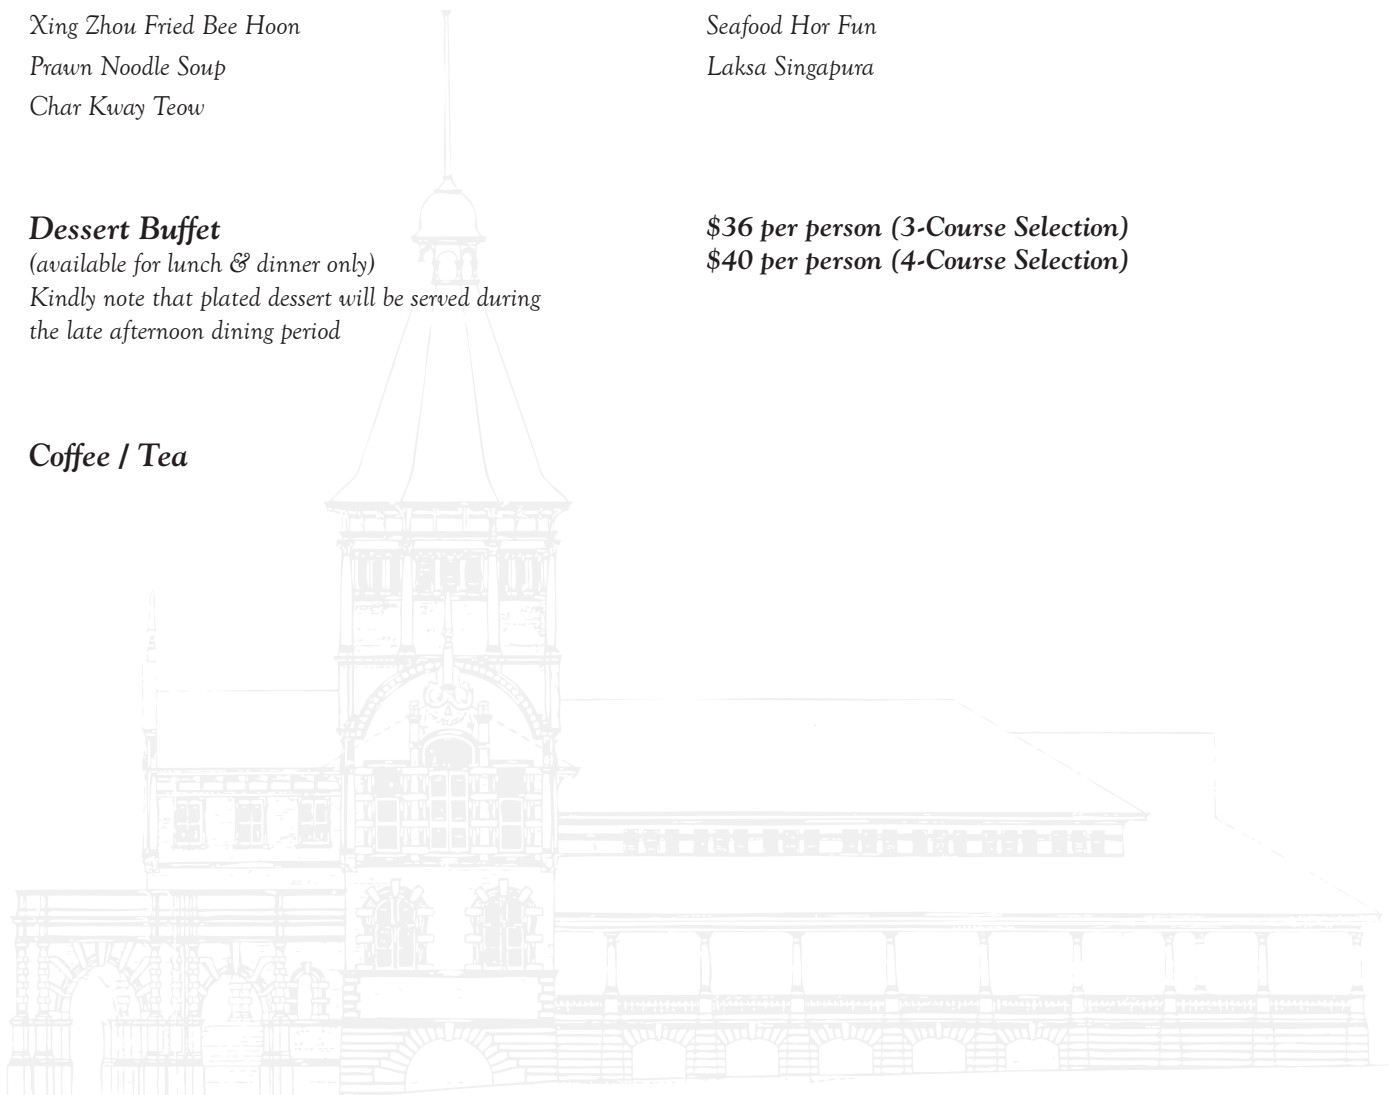 Xing Zhou Fried Bee Hoon
Prawn Noodle Soup
Char Kway Teow
Seafood Hor Fun
Laksa Singapura
Dessert Buffet
(available for lunch & dinner only)
Kindly note that plated dessert will be served during
the late afternoon dining period
$36 per person (3-Course Selection)
$40 per person (4-Course Selection)
Coffee / Tea